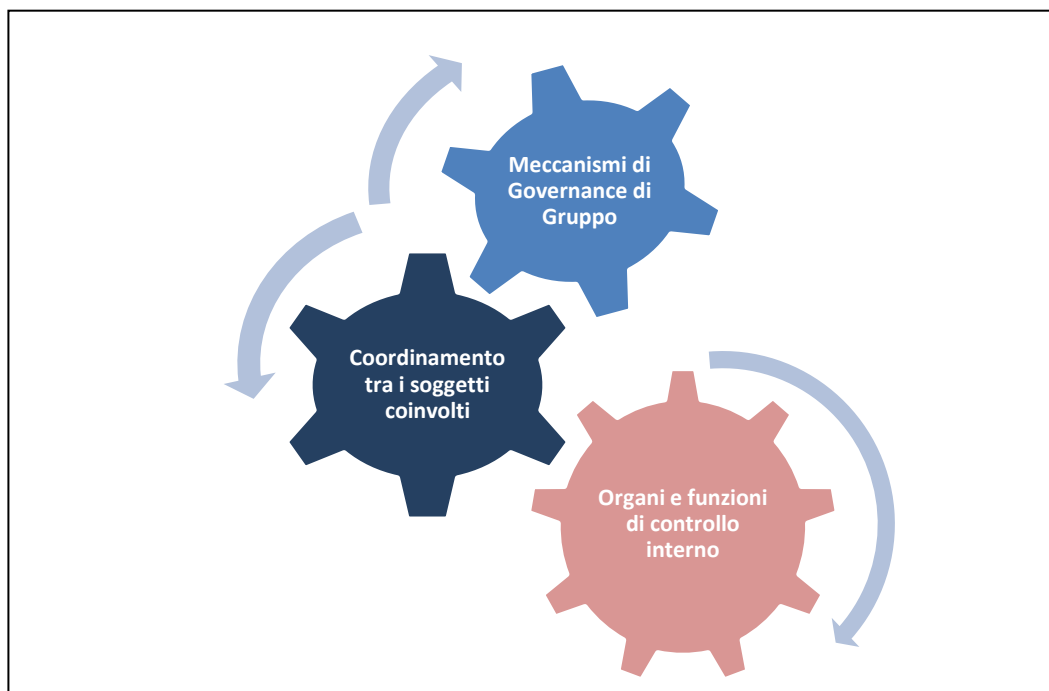 Meccanismi di
Governance di
Gruppo
Coordinamento
tra i soggetti
coinvolti
Organi e funzioni
di controllo
interno